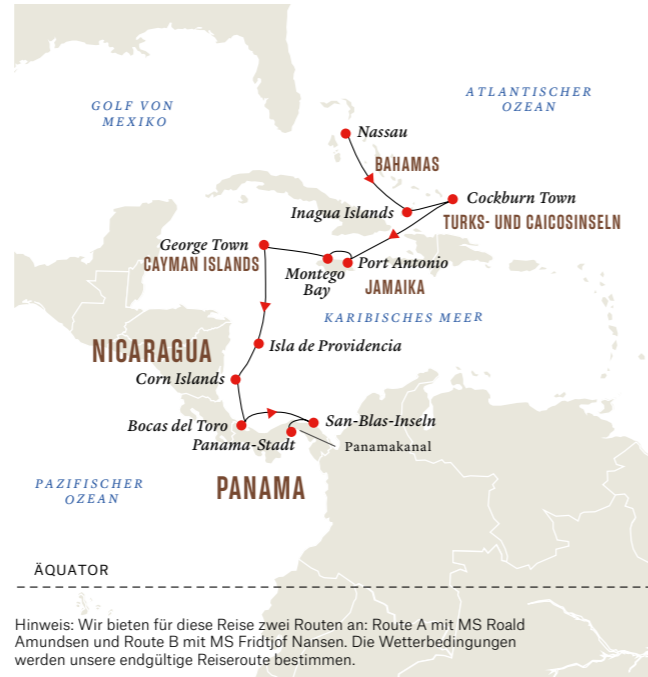 GOLF VON
MEXIKO
ATLANTISCHER
OZEAN
Nassau
BAHAMAS
Cockburn Town
Inagua Islands
TURKS- UND CAICOSINSELN
George Town
CAYMAN ISLANDS
Port Antonio
Montego
Bay
JAMAIKA
KARIBISCHES MEER
NICARAGUA
Isla de Providencia
Corn Islands
Bocas del Toro
San-Blas-Inseln
Panama-Stadt
Panamakanal
PAZIFISCHER
OZEAN
PANAMA
ÄQUATOR
Hinweis: Wir bieten für diese Reise zwei Routen an: Route A mit MS Roald
Amundsen und Route B mit MS Fridtjof Nansen. Die Wetterbedingungen
werden unsere endgültige Reiseroute bestimmen.